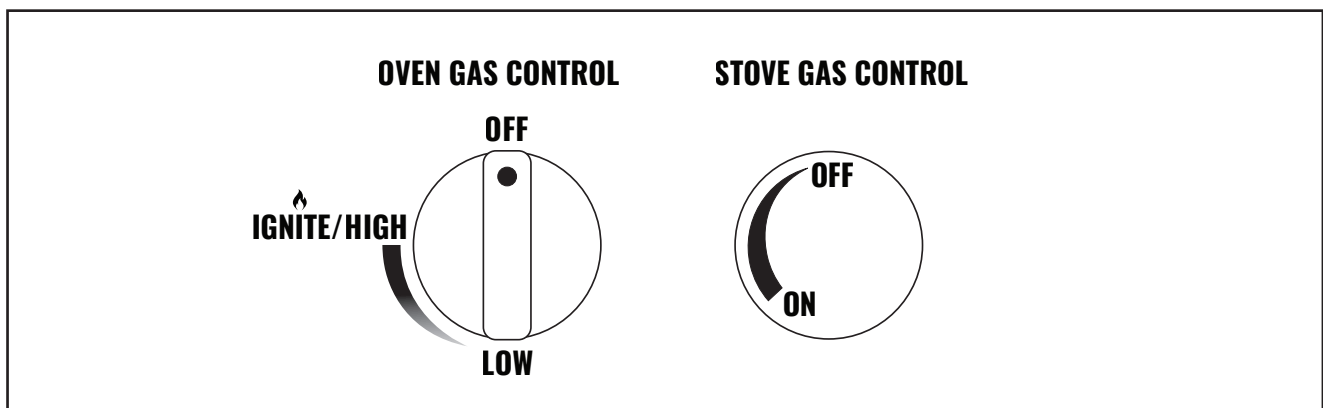 OVEN GAS CONTROL
OFF
IGNITE/HIGH
LOW
STOVE GAS CONTROL
OFF
ON